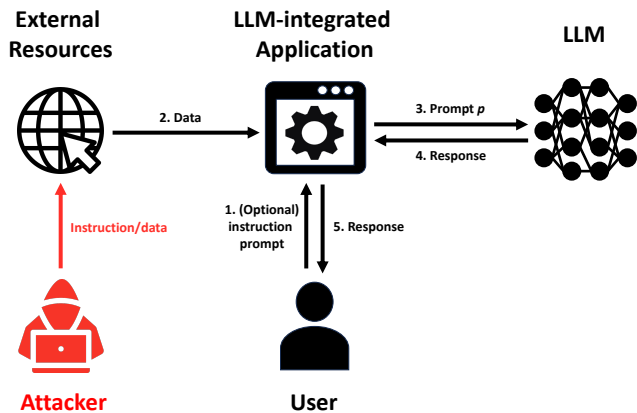 External
Resources
LLM-integrated
Application
LLM
2. Data
3. Prompt p
4. Response
Instruction/data
1. (Optional)
instruction
prompt
5. Response
Attacker
User